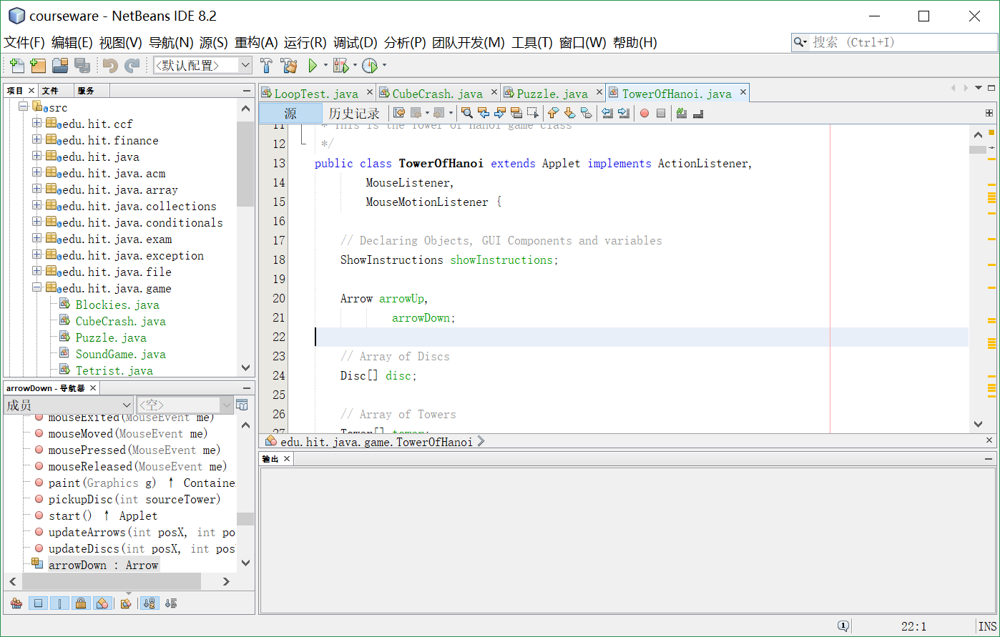 courseware - NetBeans IDE 8.2
文件(F) 编辑(E) 视图(V) 导航(N) 源(S) 重构(A) 运行(R) 调试(D) 分析(P) 团队开发(M) 工具(T) 窗口(W) 帮助(H)
搜索 (Ctrl+I)
<默认配置>
项目 文件 服务
src
edu.hit.ccf
edu.hit.finance
edu.hit.java
edu.hit.java.acm
edu.hit.java.array
edu.hit.java.collections
edu.hit.java.conditionals
edu.hit.java.exam
edu.hit.java.exception
edu.hit.java.file
edu.hit.java.game
Blockies.java
CubeCrash.java
Puzzle.java
SoundGame.java
Tetrist.java
arrowDown - 导航器
成员 <空>
mouseExited(MouseEvent me)
mouseMoved(MouseEvent me)
mousePressed(MouseEvent me)
mouseReleased(MouseEvent me)
paint(Graphics g) ↑ Containe
pickupDisc(int sourceTower)
start() ↑ Applet
updateArrows(int posX, int po
updateDiscs(int posX, int pos
arrowDown : Arrow
LoopTest.java CubeCrash.java Puzzle.java TowerOfHanoi.java
源 历史记录
11 * This is the Tower of Hanoi game class
12 */
13 public class TowerOfHanoi extends Applet implements ActionListener,
14 MouseListener,
15 MouseMotionListener {
16
17 // Declaring Objects, GUI Components and variables
18 ShowInstructions showInstructions;
19
20 Arrow arrowUp,
21 arrowDown;
22
23 // Array of Discs
24 Disc[] disc;
25
26 // Array of Towers
27 Tower[] tower;
edu.hit.java.game.TowerOfHanoi
输出
1 22:1 INS